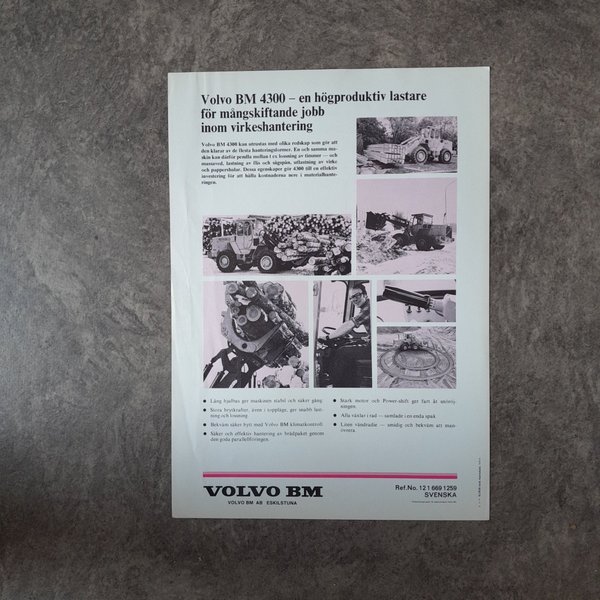 Volvo BM 4300 – en högproduktiv lastare
för mångskiftande jobb
inom virkeshantering
Volvo BM 4300 kan utrustas med olika redskap som gör att
den klarar av de flesta hanteringsformer. En och samma ma-
skin kan därför pendla mellan t ex lossning av timmer — och
massaved, lastning av flis och sågspån, utlastning av virke
och pappersbalar. Dessa egenskaper gör 4300 till en effektiv
investering för att hålla kostnaderna nere i materialhante-
ringen.
● Lång hjulbas ger maskinen stabil och säker gång.
● Stora brytkrafter, även i toppläge, ger snabb last-
ning och lossning.
● Bekväm säker hytt med Volvo BM klimatkontroll.
● Säker och effektiv hantering av brädpaket genom
den goda parallellföringen.
● Stark motor och Power-shift ger fart åt snöröj-
ningen.
● Alla växlar i rad — samlade i en enda spak.
● Liten vändradie — smidig och bekväm att man-
övrera.
VOLVO BM
VOLVO BM AB ESKILSTUNA
Ref.No. 12 1 669 1259
SVENSKA